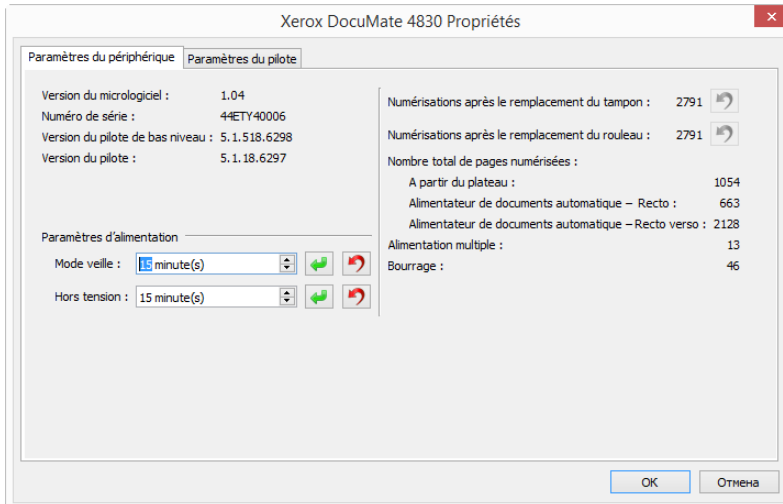 Xerox DocuMate 4830 Propriétés
Paramètres du périphérique
Paramètres du pilote
Version du micrologiciel : 1.04
Numéro de série : 44ETY40006
Version du pilote de bas niveau : 5.1.518.6298
Version du pilote : 5.1.18.6297
Paramètres d'alimentation
Mode veille : 15 minute(s)
Hors tension : 15 minute(s)
Numérisations après le remplacement du tampon : 2791
Numérisations après le remplacement du rouleau : 2791
Nombre total de pages numérisées :
A partir du plateau : 1054
Alimentateur de documents automatique – Recto : 663
Alimentateur de documents automatique – Recto verso : 2128
Alimentation multiple : 13
Bourrage : 46
OK
Отмена